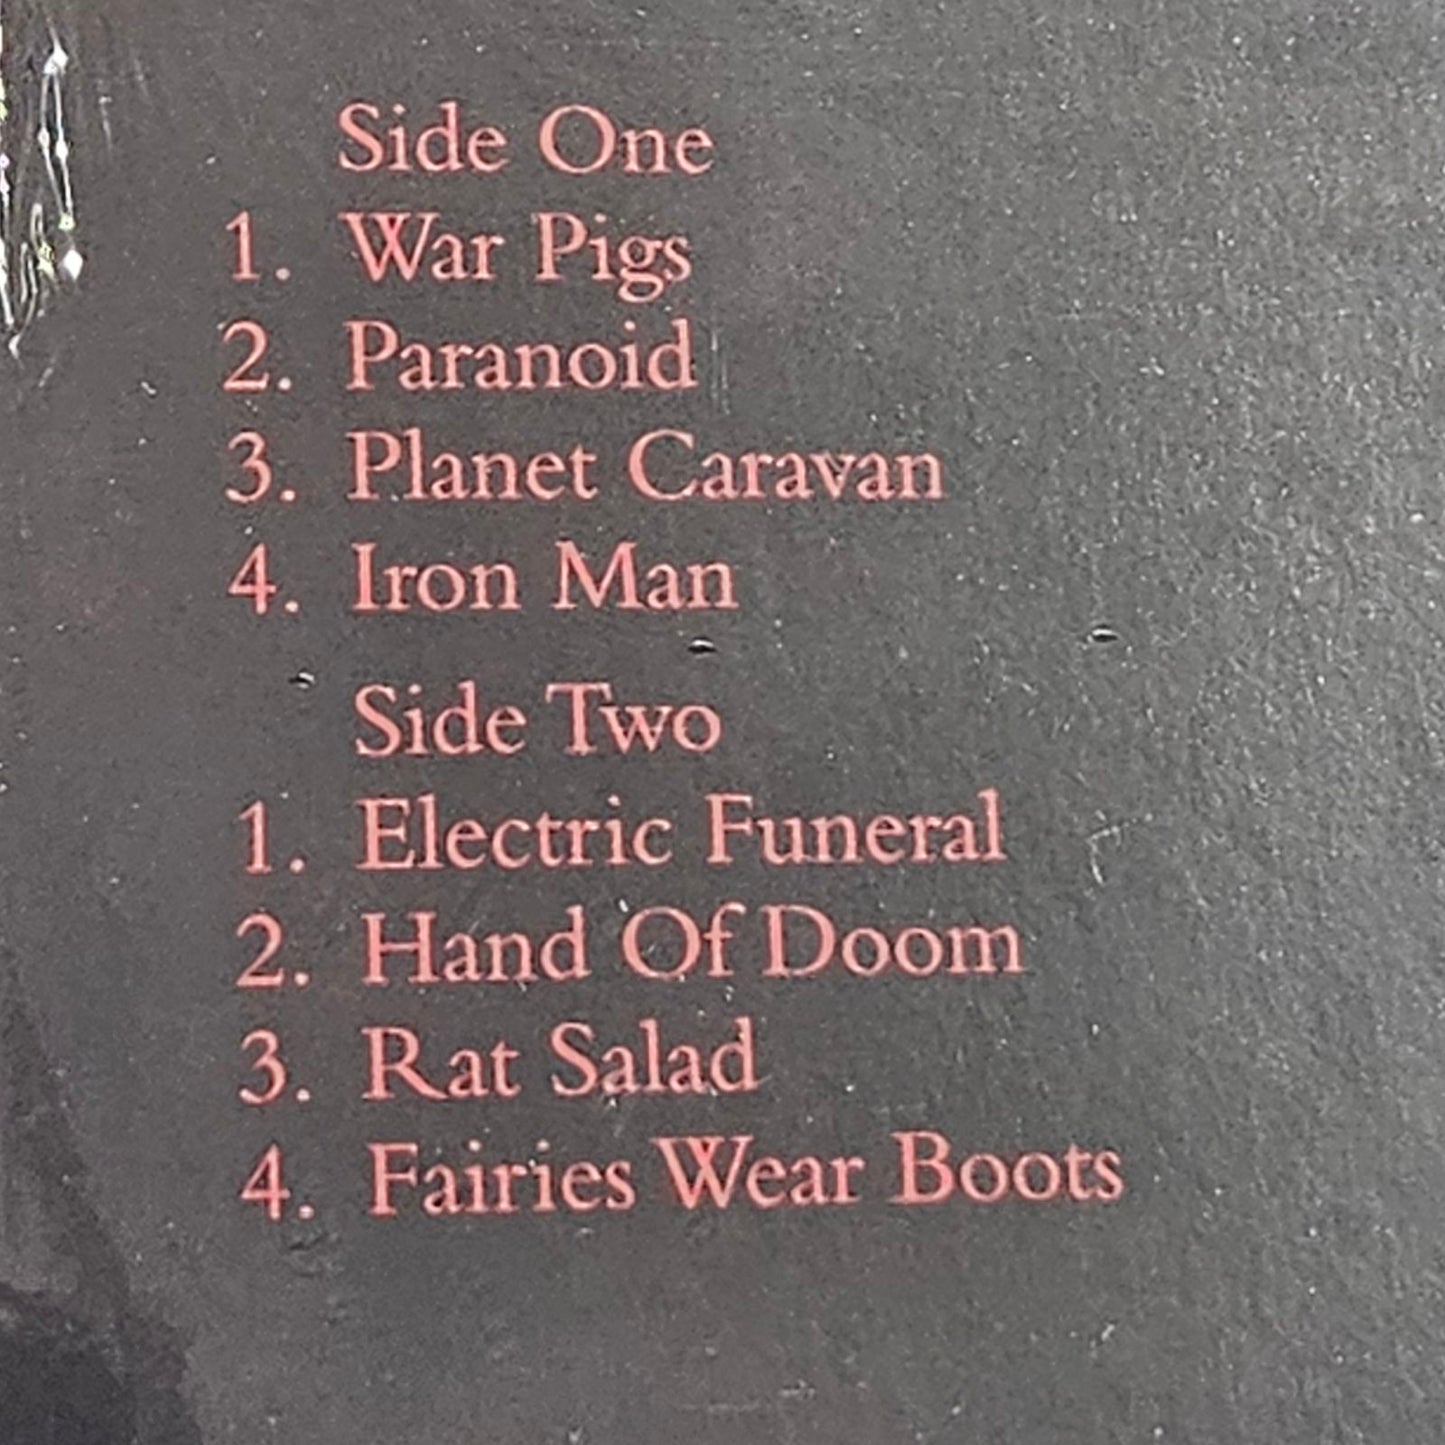 Side One
1. War Pigs
2. Paranoid
3. Planet Caravan
4. Iron Man
Side Two
1. Electric Funeral
2. Hand Of Doom
3. Rat Salad
4. Fairies Wear Boots